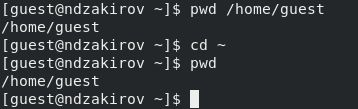 [guest@ndzakirov ~]$ pwd /home/guest
/home/guest
[guest@ndzakirov ~]$ cd ~
[guest@ndzakirov ~]$ pwd
/home/guest
[guest@ndzakirov ~]$